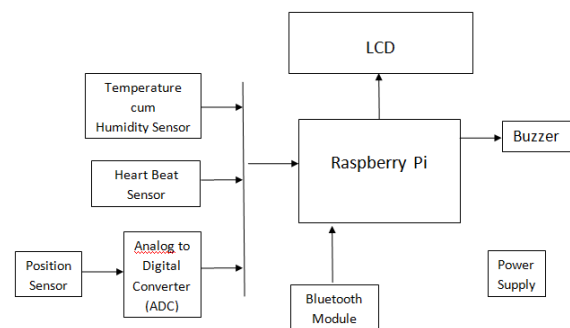 LCD
Temperature
cum
Humidity Sensor
Buzzer
Raspberry Pi
Heart Beat
Sensor
Position
Sensor
Analog to
Digital
Converter
(ADC)
Power
Supply
Bluetooth
Module